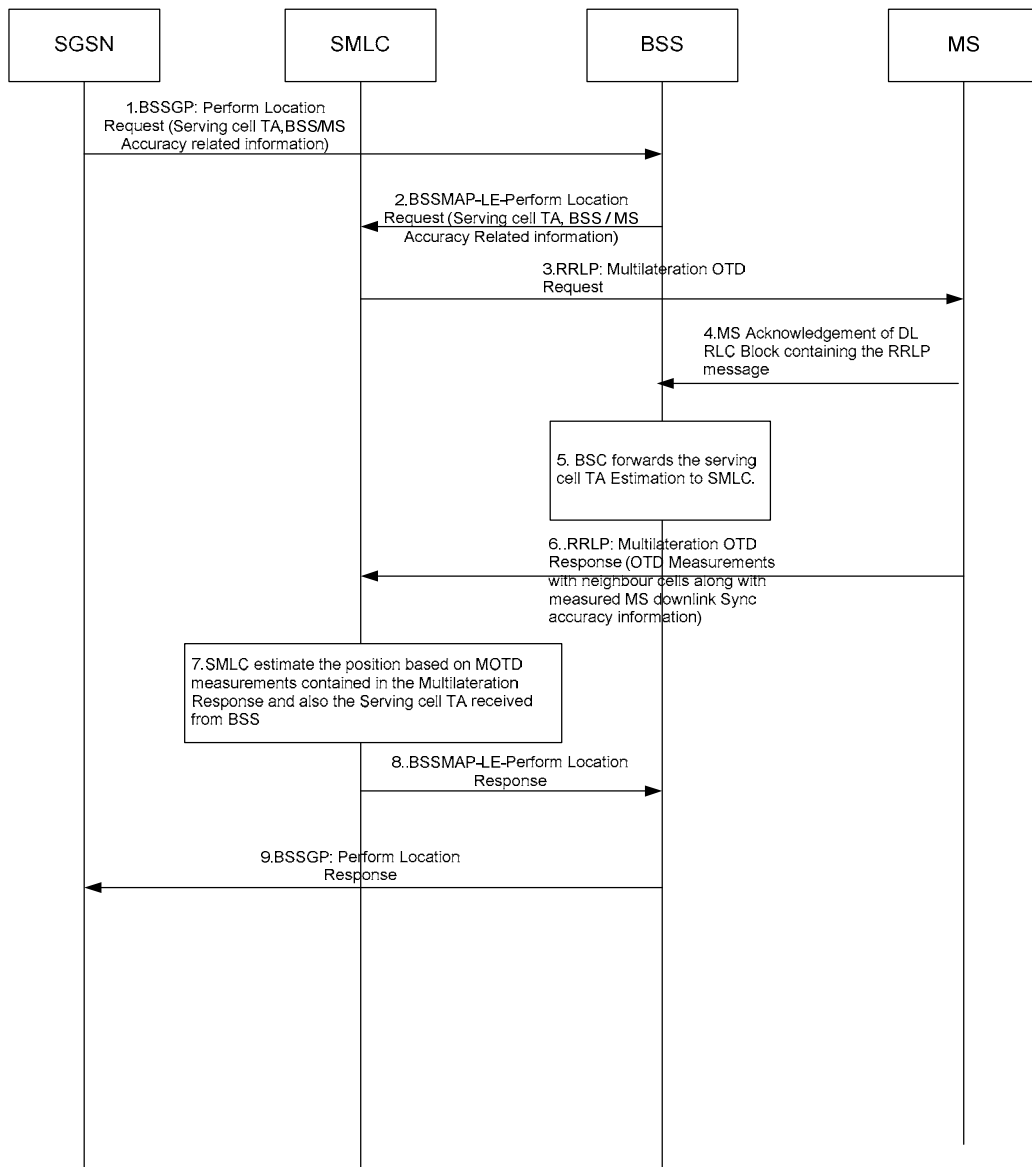 SGSN
SMLC
BSS
MS
1.BSSGP: Perform Location
Request (Serving cell TA,BSS/MS
Accuracy related information)
2.BSSMAP-LE-Perform Location
Request (Serving cell TA, BSS / MS
Accuracy Related information)
3.RRLP: Multilateration OTD
Request
4.MS Acknowledgement of DL
RLC Block containing the RRLP
message
5. BSC forwards the serving
cell TA Estimation to SMLC.
6..RRLP: Multilateration OTD
Response (OTD Measurements
with neighbour cells along with
measured MS downlink Sync
accuracy information)
7.SMLC estimate the position based on MOTD
measurements contained in the Multilateration
Response and also the Serving cell TA received
from BSS
8..BSSMAP-LE-Perform Location
Response
9.BSSGP: Perform Location
Response